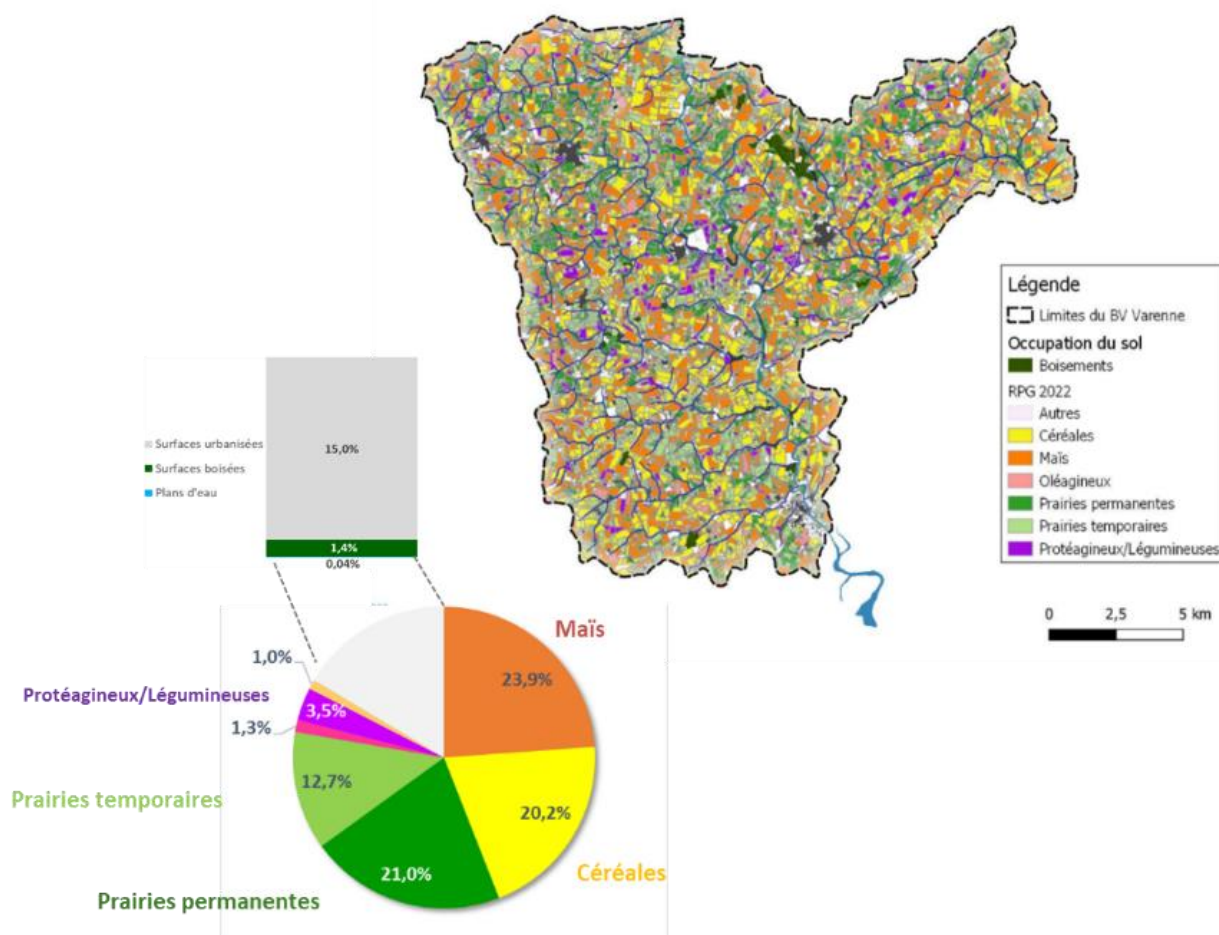 Légende
Limites du BV Varenne
Occupation du sol
Boisements
RPG 2022
Autres
Céréales
Maïs
Oléagineux
Prairies permanentes
Prairies temporaires
Protéagineux/Légumineuses
0 2,5 5 km
Surfaces urbanisées
Surfaces boisées
Plans d'eau
15,0%
1,4%
0,04%
Maïs
23,9%
1,0%
Protéagineux/Légumineuses
3,5%
1,3%
12,7%
Prairies temporaires
20,2%
Céréales
21,0%
Prairies permanentes